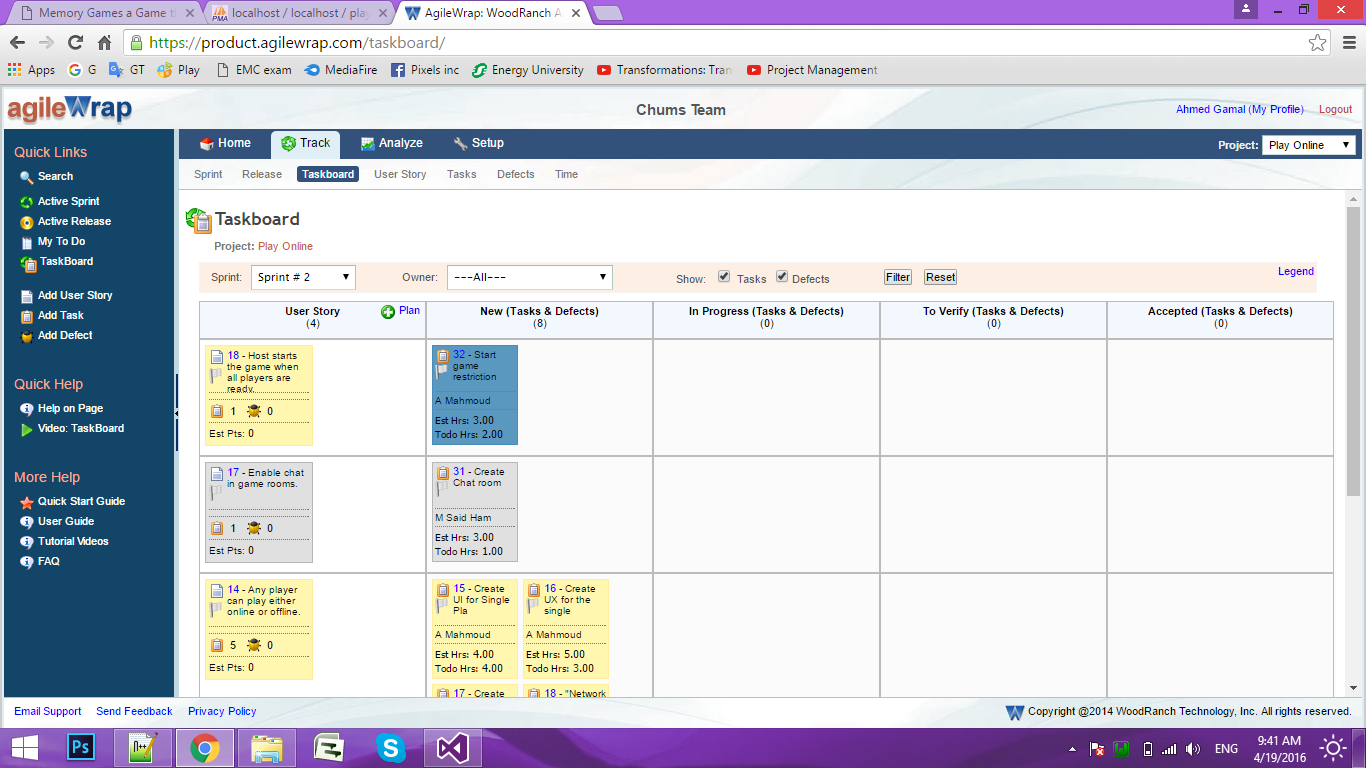 Memory Games a Game t
localhost / localhost / pla
AgileWrap: WoodRanch A
https://product.agilewrap.com/taskboard/
Apps G GT Play EMC exam MediaFire Pixels inc Energy University Transformations: Tran Project Management
agileWrap
Chums Team
Ahmed Gamal (My Profile) Logout
Home Track Analyze Setup
Project: Play Online
Sprint Release Taskboard User Story Tasks Defects Time
Quick Links
Search
Active Sprint
Active Release
My To Do
TaskBoard
Add User Story
Add Task
Add Defect
Quick Help
Help on Page
Video: TaskBoard
More Help
Quick Start Guide
User Guide
Tutorial Videos
FAQ
Taskboard
Project: Play Online
Sprint: Sprint # 2 Owner: ---All--- Show: Tasks Defects Filter Reset Legend
User Story
(4)
Plan
New (Tasks & Defects)
(8)
In Progress (Tasks & Defects)
(0)
To Verify (Tasks & Defects)
(0)
Accepted (Tasks & Defects)
(0)
18 - Host starts
the game when
all players are
ready.
1 0
Est Pts: 0
32 - Start
game
restriction
A Mahmoud
Est Hrs: 3.00
Todo Hrs: 2.00
17 - Enable chat
in game rooms.
1 0
Est Pts: 0
31 - Create
Chat room
M Said Ham
Est Hrs: 3.00
Todo Hrs: 1.00
14 - Any player
can play either
online or offline.
5 0
Est Pts: 0
15 - Create
UI for Single
Pla
A Mahmoud
Est Hrs: 4.00
Todo Hrs: 4.00
16 - Create
UX for the
single
A Mahmoud
Est Hrs: 5.00
Todo Hrs: 3.00
17 - Create
18 - "Network
Email Support Send Feedback Privacy Policy
Copyright @2014 WoodRanch Technology, Inc. All rights reserved.
Ps
ENG
9:41 AM
4/19/2016